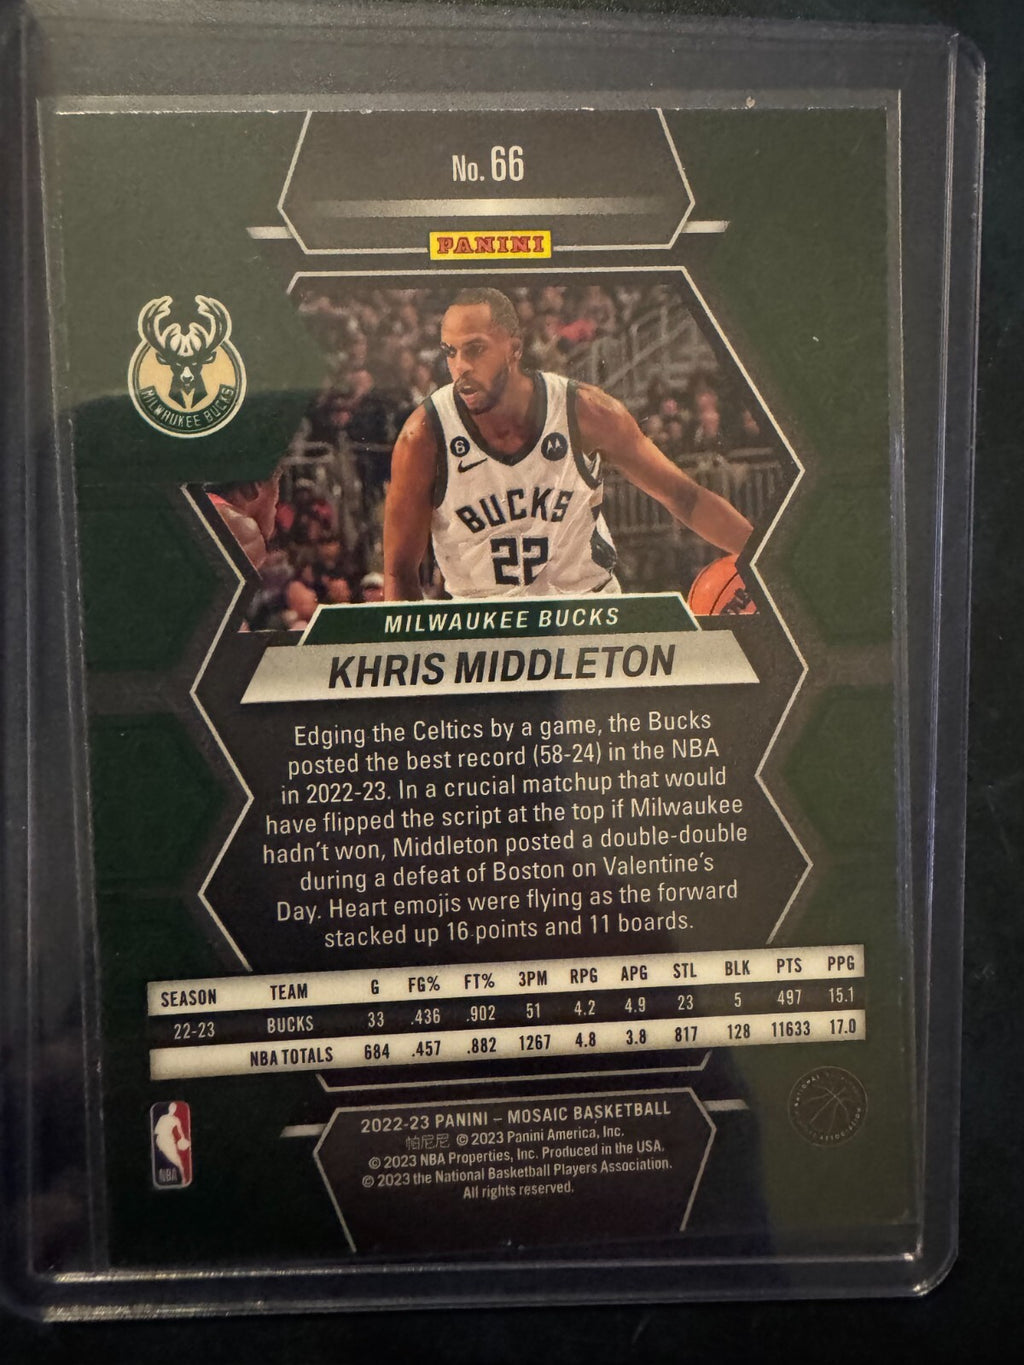 No. 66
PANINI
MILWAUKEE BUCKS
6
BUCKS
22
MILWAUKEE BUCKS
KHRIS MIDDLETON
Edging the Celtics by a game, the Bucks
posted the best record (58-24) in the NBA
in 2022-23. In a crucial matchup that would
have flipped the script at the top if Milwaukee
hadn't won, Middleton posted a double-double
during a defeat of Boston on Valentine's
Day. Heart emojis were flying as the forward
stacked up 16 points and 11 boards.
SEASON TEAM G FG% FT% 3PM RPG APG STL BLK PTS PPG
22-23 BUCKS 33 .436 .902 51 4.2 4.9 23 5 497 15.1
NBA TOTALS 684 .457 .882 1267 4.8 3.8 817 128 11633 17.0
NBA
2022-23 PANINI – MOSAIC BASKETBALL
帕尼尼 © 2023 Panini America, Inc.
© 2023 NBA Properties, Inc. Produced in the USA.
© 2023 the National Basketball Players Association.
All rights reserved.